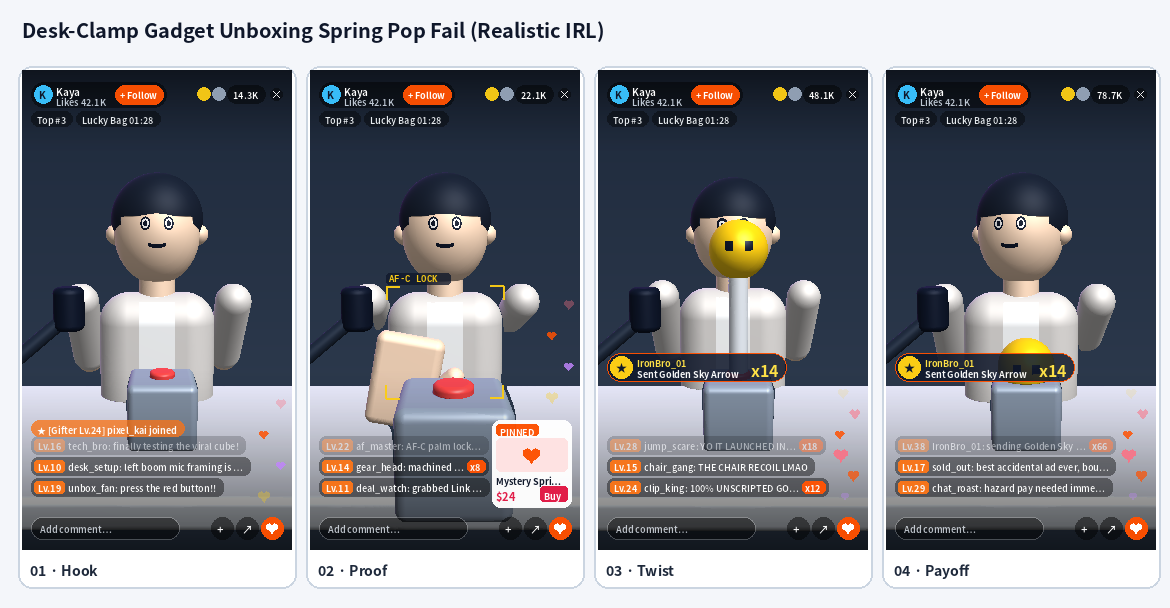 Desk-Clamp Gadget Unboxing Spring Pop Fail (Realistic IRL)
K
Kaya
Likes 42.1K
+ Follow
14.3K
Top #3
Lucky Bag 01:28
★ [Gifter Lv.24] pixel_kai joined
Lv.16 tech_bro: finally testing the viral cube!
Lv.10 desk_setup: left boom mic framing is …
Lv.19 unbox_fan: press the red button!!
Add comment…
01 · Hook
K
Kaya
Likes 42.1K
+ Follow
22.1K
Top #3
Lucky Bag 01:28
AF-C LOCK
Lv.22 af_master: AF-C palm lock…
Lv.14 gear_head: machined … x8
Lv.11 deal_watch: grabbed Link …
PINNED
Mystery Spri…
$24
Buy
Add comment…
02 · Proof
K
Kaya
Likes 42.1K
+ Follow
48.1K
Top #3
Lucky Bag 01:28
IronBro_01
Sent Golden Sky Arrow
x14
Lv.28 jump_scare: YO IT LAUNCHED IN… x18
Lv.15 chair_gang: THE CHAIR RECOIL LMAO
Lv.24 clip_king: 100% UNSCRIPTED GO… x12
Add comment…
03 · Twist
K
Kaya
Likes 42.1K
+ Follow
78.7K
Top #3
Lucky Bag 01:28
IronBro_01
Sent Golden Sky Arrow
x14
Lv.38 IronBro_01: sending Golden Sky … x66
Lv.17 sold_out: best accidental ad ever, bou…
Lv.29 chat_roast: hazard pay needed imme…
Add comment…
04 · Payoff